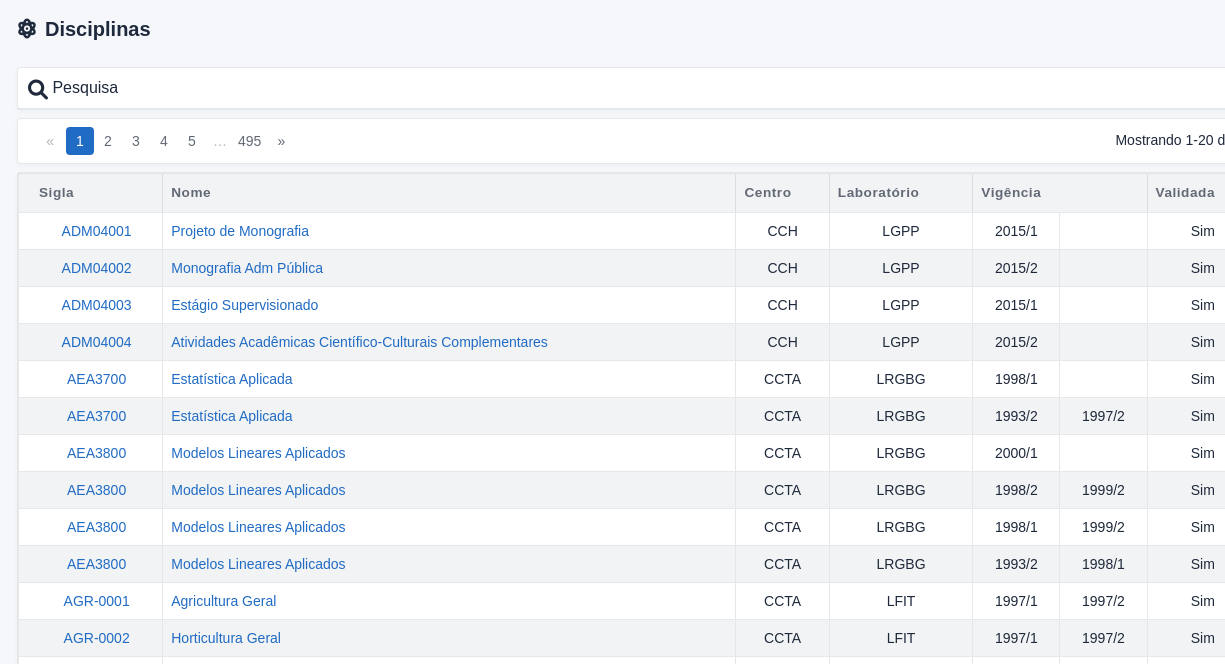 Disciplinas
Pesquisa
« 1 2 3 4 5 … 495 » Mostrando 1-20 d
Sigla Nome Centro Laboratório Vigência Validada
ADM04001 Projeto de Monografia CCH LGPP 2015/1 Sim
ADM04002 Monografia Adm Pública CCH LGPP 2015/2 Sim
ADM04003 Estágio Supervisionado CCH LGPP 2015/1 Sim
ADM04004 Atividades Acadêmicas Científico-Culturais Complementares CCH LGPP 2015/2 Sim
AEA3700 Estatística Aplicada CCTA LRGBG 1998/1 Sim
AEA3700 Estatística Aplicada CCTA LRGBG 1993/2 1997/2 Sim
AEA3800 Modelos Lineares Aplicados CCTA LRGBG 2000/1 Sim
AEA3800 Modelos Lineares Aplicados CCTA LRGBG 1998/2 1999/2 Sim
AEA3800 Modelos Lineares Aplicados CCTA LRGBG 1998/1 1999/2 Sim
AEA3800 Modelos Lineares Aplicados CCTA LRGBG 1993/2 1998/1 Sim
AGR-0001 Agricultura Geral CCTA LFIT 1997/1 1997/2 Sim
AGR-0002 Horticultura Geral CCTA LFIT 1997/1 1997/2 Sim